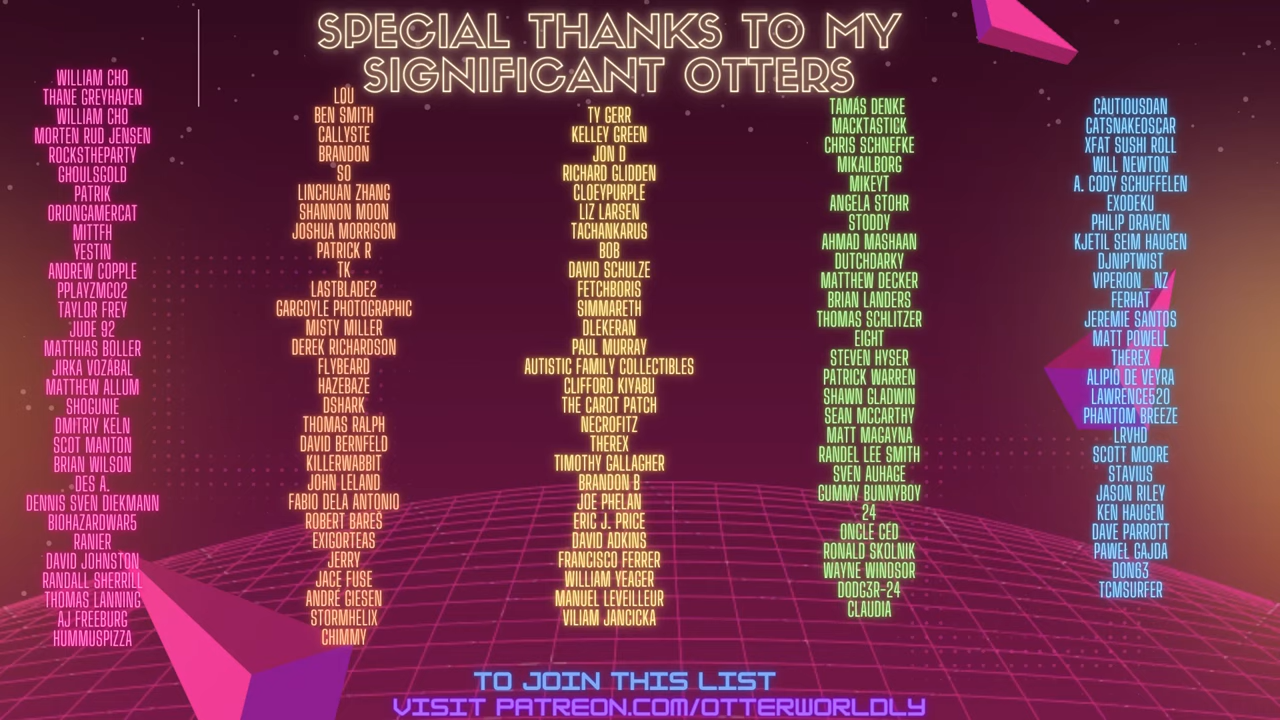 SPECIAL THANKS TO MY
SIGNIFICANT OTTERS
WILLIAM CHO
THANE GREYHAVEN
WILLIAM CHO
MORTEN RUD JENSEN
ROCKSTHEPARTY
GHOULSGOLD
PATRIK
ORIONGAMERCAT
MITTFH
YESTIN
ANDREW COPPLE
PPLAYZMC02
TAYLOR FREY
JUDE 92
MATTHIAS BÖLLER
JIRKA VOZÁBAL
MATTHEW ALLUM
SHOGUNIE
DMITRIY KELN
SCOT MANTON
BRIAN WILSON
DES A.
DENNIS SVEN DIEKMANN
BIOHAZARDWAR5
RANIER
DAVID JOHNSTON
RANDALL SHERRILL
THOMAS LANNING
AJ FREEBURG
HUMMUSPIZZA
LOU
BEN SMITH
CALLYSTE
BRANDON
SO
LINCHUAN ZHANG
SHANNON MOON
JOSHUA MORRISON
PATRICK R
TK
LASTBLADE2
GARGOYLE PHOTOGRAPHIC
MISTY MILLER
DEREK RICHARDSON
FLYBEARD
HAZEBAZE
DSHARK
THOMAS RALPH
DAVID BERNFELD
KILLERWABBIT
JOHN LELAND
FABIO DELA ANTONIO
ROBERT BAREŠ
EXIGORTEAS
JERRY
JACE FUSE
ANDRÉ GIESEN
STORMHELIX
CHIMMY
TY GERR
KELLEY GREEN
JON D
RICHARD GLIDDEN
CLOEYPURPLE
LIZ LARSEN
TACHANKARUS
BOB
DAVID SCHULZE
FETCHBORIS
SIMMARETH
DLEKERAN
PAUL MURRAY
AUTISTIC FAMILY COLLECTIBLES
CLIFFORD KIYABU
THE CAROT PATCH
NECROFITZ
THEREX
TIMOTHY GALLAGHER
BRANDON B
JOE PHELAN
ERIC J. PRICE
DAVID ADKINS
FRANCISCO FERRER
WILLIAM YEAGER
MANUEL LEVEILLEUR
VILIAM JANCICKA
TAMÁS DENKE
MACKTASTICK
CHRIS SCHNEFKE
MIKAILBORG
MIKEYT
ANGELA STOHR
STODDY
AHMAD MASHAAN
DUTCHDARKY
MATTHEW DECKER
BRIAN LANDERS
THOMAS SCHLITZER
EIGHT
STEVEN HYSER
PATRICK WARREN
SHAWN GLADWIN
SEAN MCCARTHY
MATT MAGAYNA
RANDEL LEE SMITH
SVEN AUHAGE
GUMMY BUNNYBOY
24
ONCLE CED
RONALD SKOLNIK
WAYNE WINDSOR
DODG3R-24
CLAUDIA
CAUTIOUSDAN
CATSNAKEOSCAR
XFAT SUSHI ROLL
WILL NEWTON
A. CODY SCHUFFELEN
EXODEKU
PHILIP DRAVEN
KJETIL SEIM HAUGEN
DJNIPTWIST
VIPERION_NZ
FERHAT
JEREMIE SANTOS
MATT POWELL
THEREX
ALIPIO DE VEYRA
LAWRENCE520
PHANTOM BREEZE
LRVHD
SCOTT MOORE
STAVIUS
JASON RILEY
KEN HAUGEN
DAVE PARROTT
PAWEL GAJDA
DON63
TCMSURFER
TO JOIN THIS LIST
VISIT PATREON.COM/OTTERWORLDLY